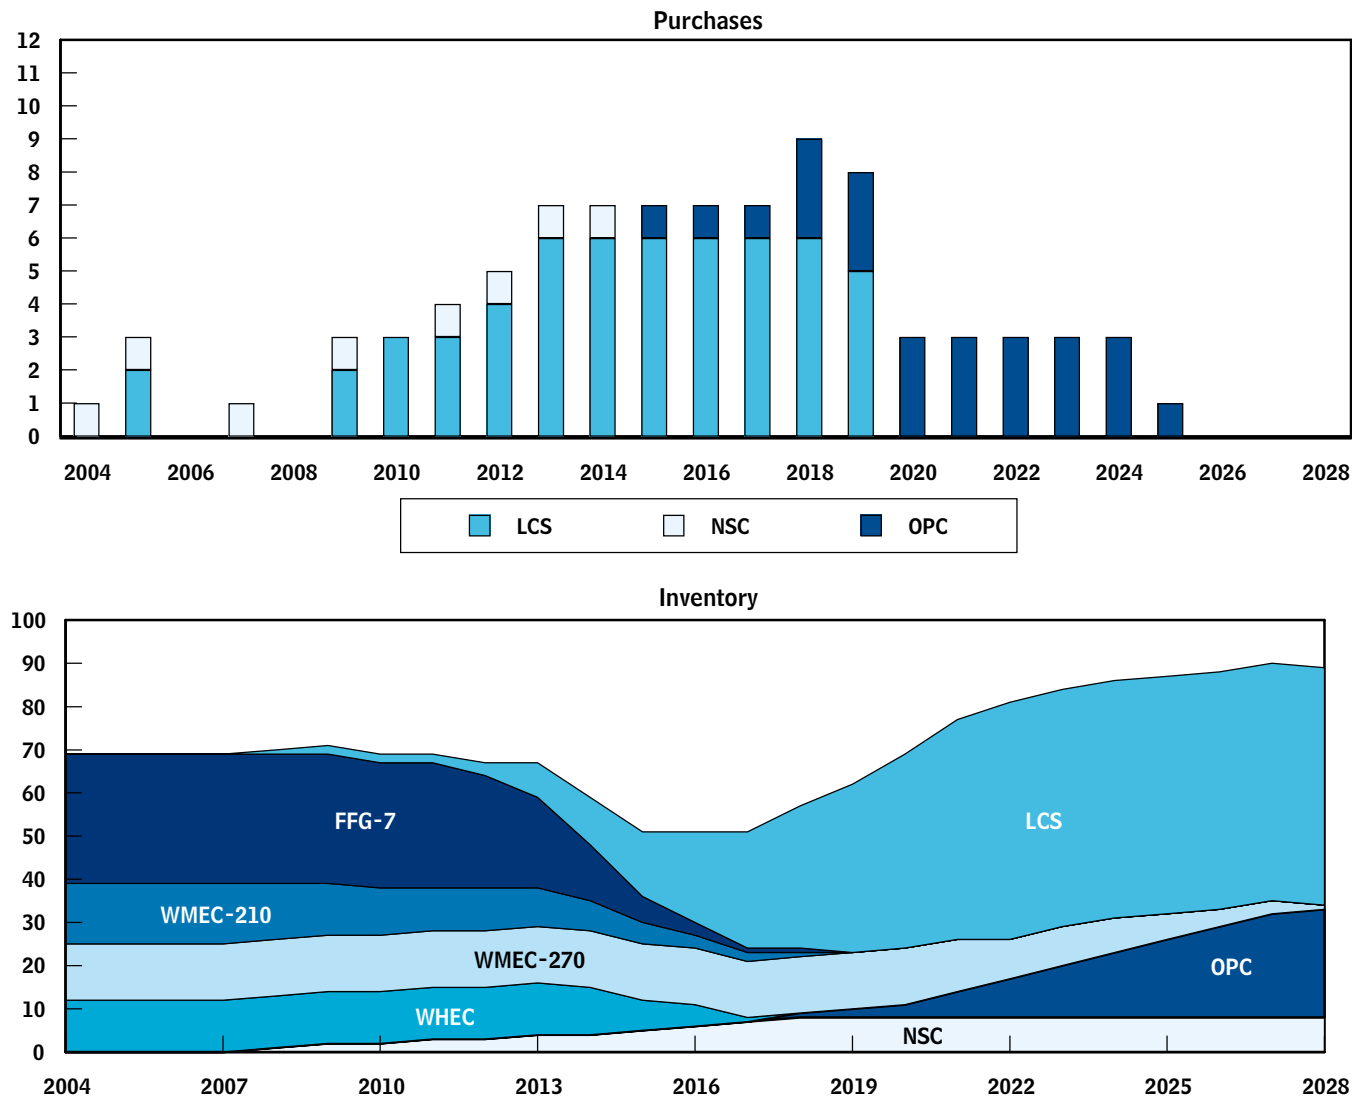 Purchases
12
11
10
9
8
7
6
5
4
3
2
1
0
2004 2006 2008 2010 2012 2014 2016 2018 2020 2022 2024 2026 2028
LCS NSC OPC
Inventory
100
90
80
70
60
50
40
30
20
10
0
FFG-7
LCS
WMEC-210
WMEC-270
OPC
WHEC
NSC
2004 2007 2010 2013 2016 2019 2022 2025 2028